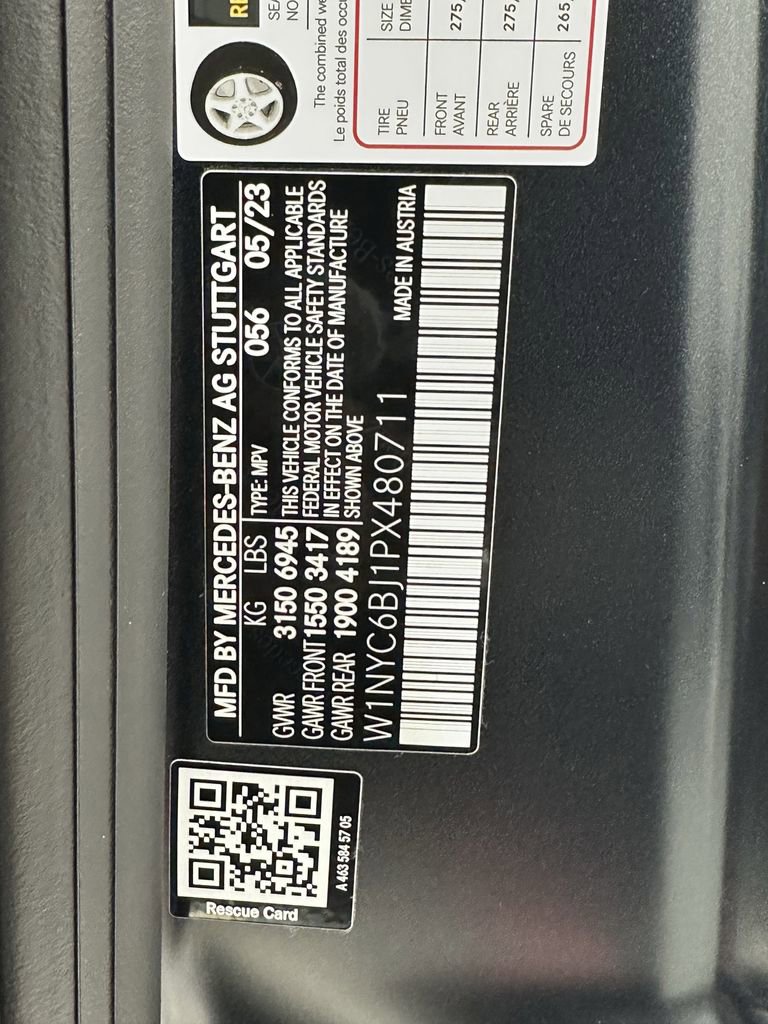 MFD BY MERCEDES-BENZ AG STUTTGART
KG LBS
GVWR 3150 6945
GAWR FRONT 1550 3417
GAWR REAR 1900 4189
TYPE: MPV 056 05/23
THIS VEHICLE CONFORMS TO ALL APPLICABLE
FEDERAL MOTOR VEHICLE SAFETY STANDARDS
IN EFFECT ON THE DATE OF MANUFACTURE
SHOWN ABOVE
W1NYC6BJ1PX480711
MADE IN AUSTRIA
The combined
Le poids total des
TIRE
PNEU
SIZE
FRONT
AVANT
275,
REAR
ARRIÈRE
275,
SPARE
DE SECOURS
265,
Rescue Card
A 463 584 57 05